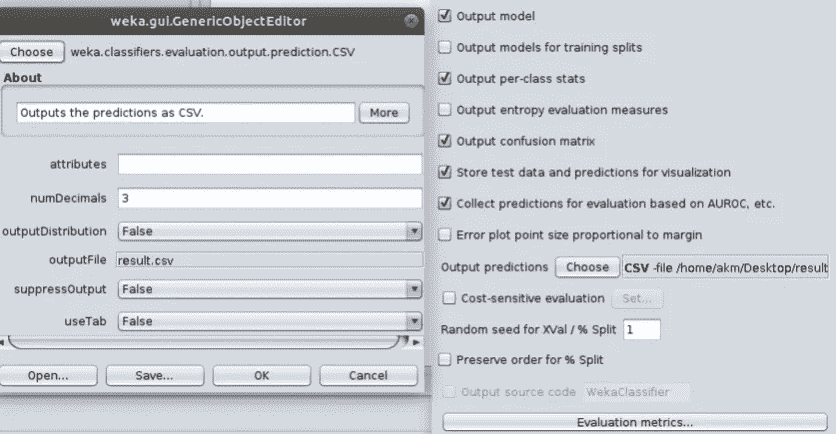 weka.gui.GenericObjectEditor
Choose weka.classifiers.evaluation.output.prediction.CSV
About
Outputs the predictions as CSV. More
attributes
numDecimals 3
outputDistribution False
outputFile result.csv
suppressOutput False
useTab False
Open... Save... OK Cancel
Output model
Output models for training splits
Output per-class stats
Output entropy evaluation measures
Output confusion matrix
Store test data and predictions for visualization
Collect predictions for evaluation based on AUROC, etc.
Error plot point size proportional to margin
Output predictions Choose CSV -file /home/akm/Desktop/result
Cost-sensitive evaluation Set...
Random seed for XVal / % Split 1
Preserve order for % Split
Output source code WekaClassifier
Evaluation metrics...